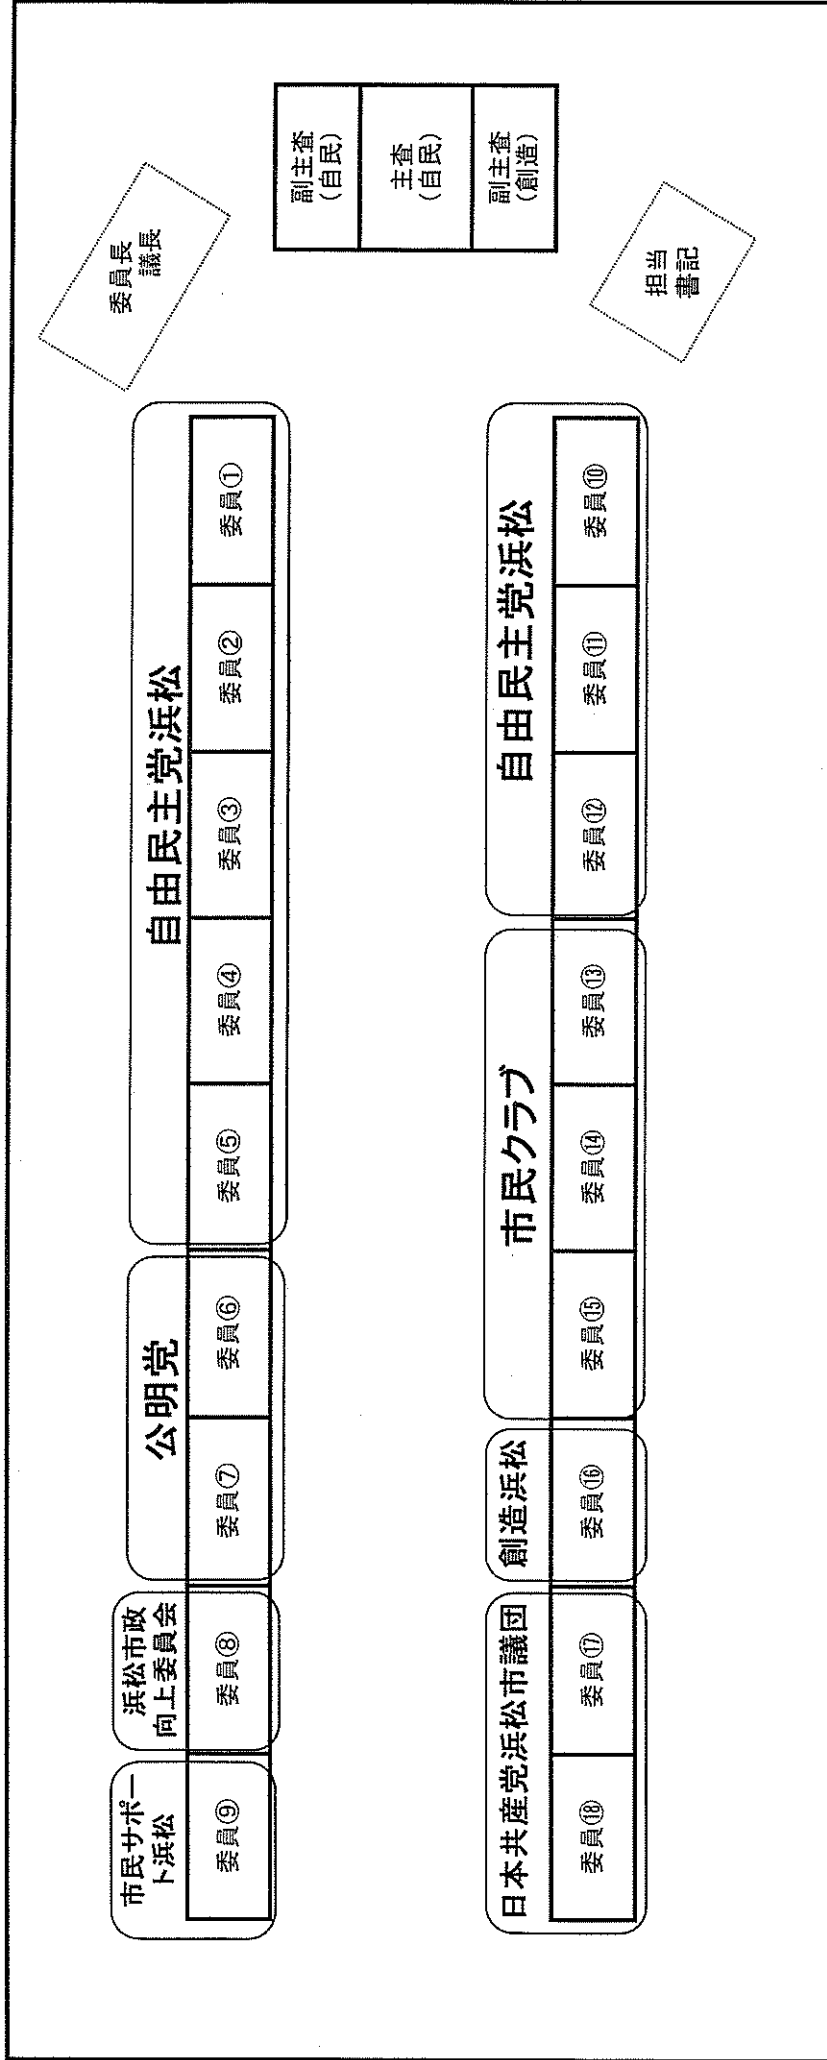 委員長
議長
副主査
(自民)
主査
(自民)
副主査
(創造)
担当
書記
市民サポー
ト浜松
浜松市政
向上委員会
公明党
自由民主党浜松
委員⑨
委員⑧
委員⑦
委員⑥
委員⑤
委員④
委員③
委員②
委員①
日本共産党浜松市議団
創造浜松
市民クラブ
自由民主党浜松
委員⑱
委員⑰
委員⑯
委員⑮
委員⑭
委員⑬
委員⑫
委員⑪
委員⑩